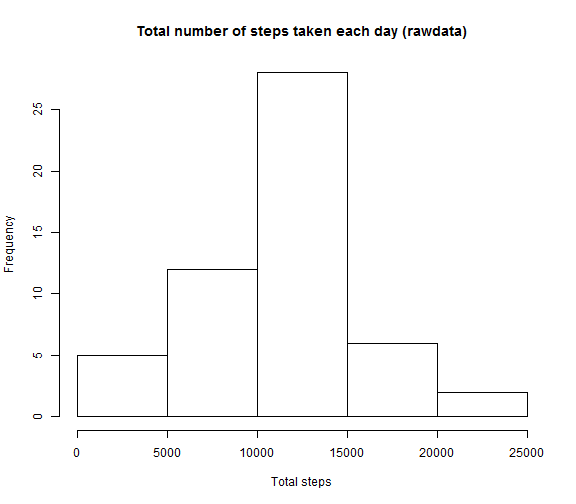 Total number of steps taken each day (rawdata)
25
20
15
10
5
0
Frequency
0 5000 10000 15000 20000 25000
Total steps